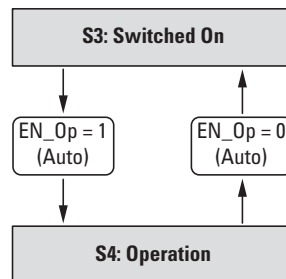 S3: Switched On
EN_Op = 1
(Auto)
EN_Op = 0
(Auto)
S4: Operation